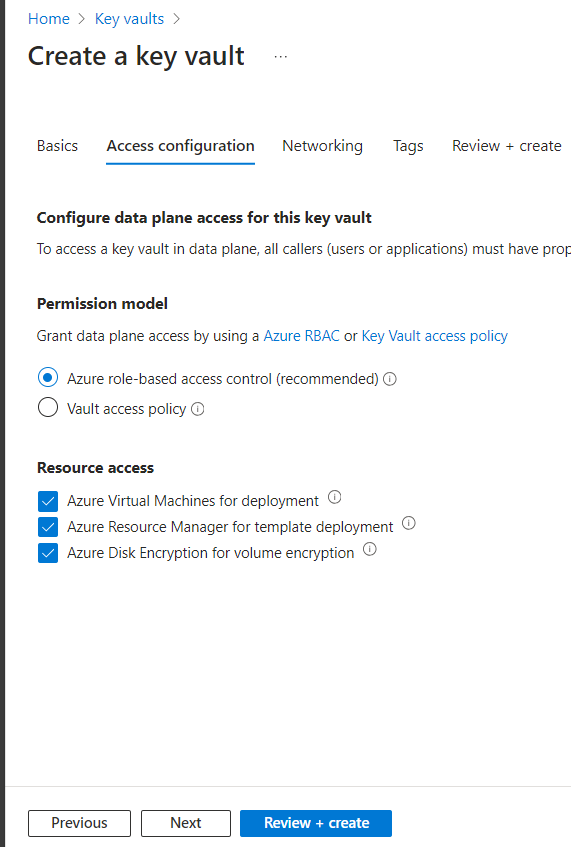 Home > Key vaults >
Create a key vault ...
Basics Access configuration Networking Tags Review + create
Configure data plane access for this key vault
To access a key vault in data plane, all callers (users or applications) must have prop
Permission model
Grant data plane access by using a Azure RBAC or Key Vault access policy
Azure role-based access control (recommended)
Vault access policy
Resource access
Azure Virtual Machines for deployment
Azure Resource Manager for template deployment
Azure Disk Encryption for volume encryption
Previous Next Review + create